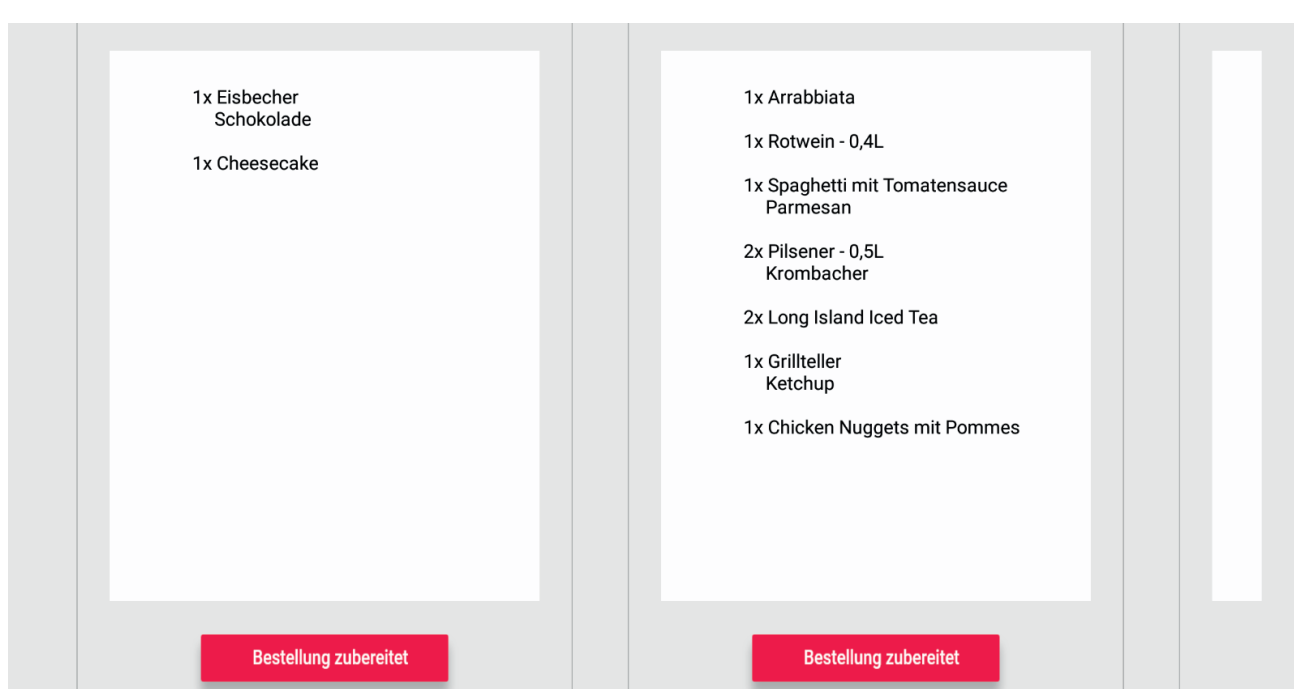 1x Eisbecher
Schokolade
1x Cheesecake
Bestellung zubereitet
1x Arrabbiata
1x Rotwein - 0,4L
1x Spaghetti mit Tomatensauce
Parmesan
2x Pilsener - 0,5L
Krombacher
2x Long Island Iced Tea
1x Grillteller
Ketchup
1x Chicken Nuggets mit Pommes
Bestellung zubereitet